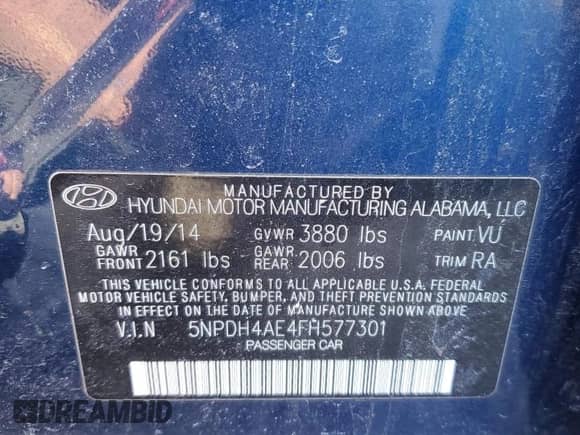 MANUFACTURED BY
HYUNDAI MOTOR MANUFACTURING ALABAMA, LLC
Aug/19/14 GVWR 3880 lbs PAINT VU
GAWR FRONT 2161 lbs GAWR REAR 2006 lbs TRIM RA
THIS VEHICLE CONFORMS TO ALL APPLICABLE U.S.A. FEDERAL
MOTOR VEHICLE SAFETY, BUMPER, AND THEFT PREVENTION STANDARDS
IN EFFECT ON THE DATE OF MANUFACTURE SHOWN ABOVE.
V.I.N 5NPDH4AE4FH577301
PASSENGER CAR
DREAMBID